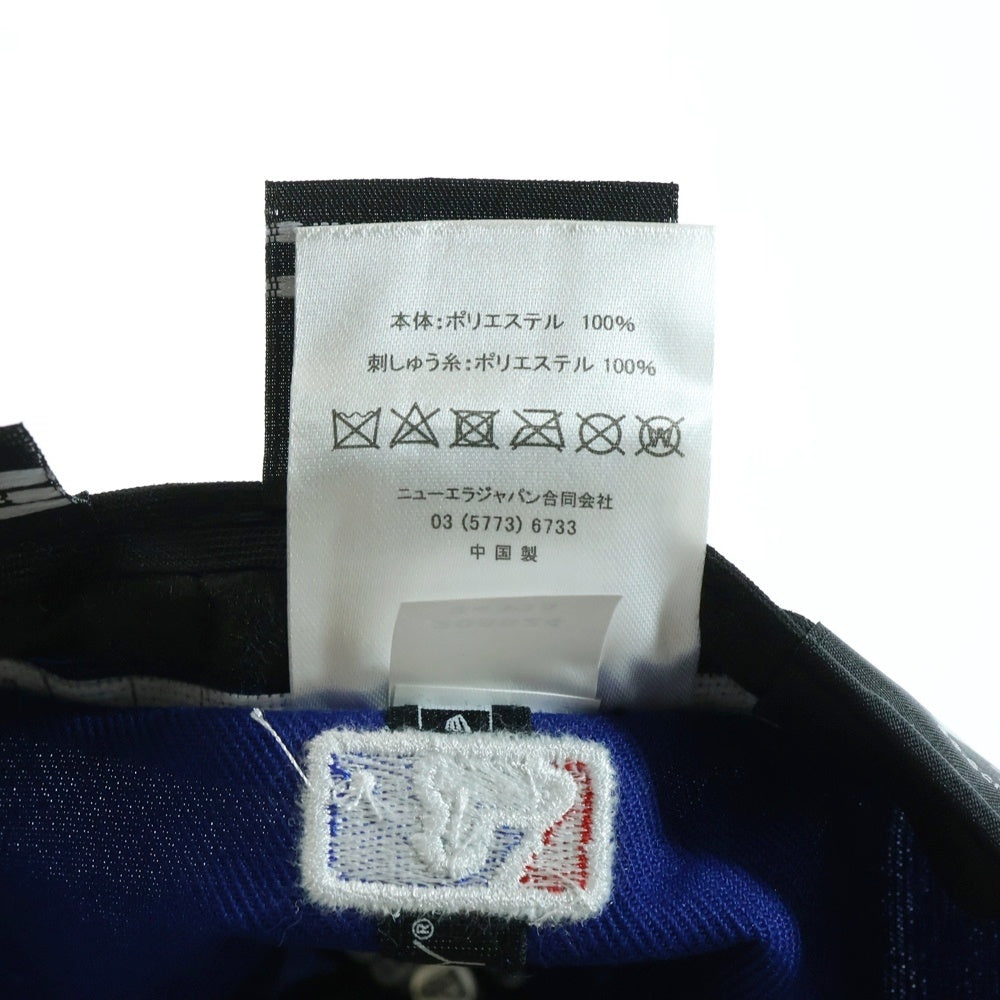 本体:ポリエステル 100%
刺しゅう糸:ポリエステル 100%
W
ニューエラジャパン合同会社
03 (5773) 6733
中国製
Y®